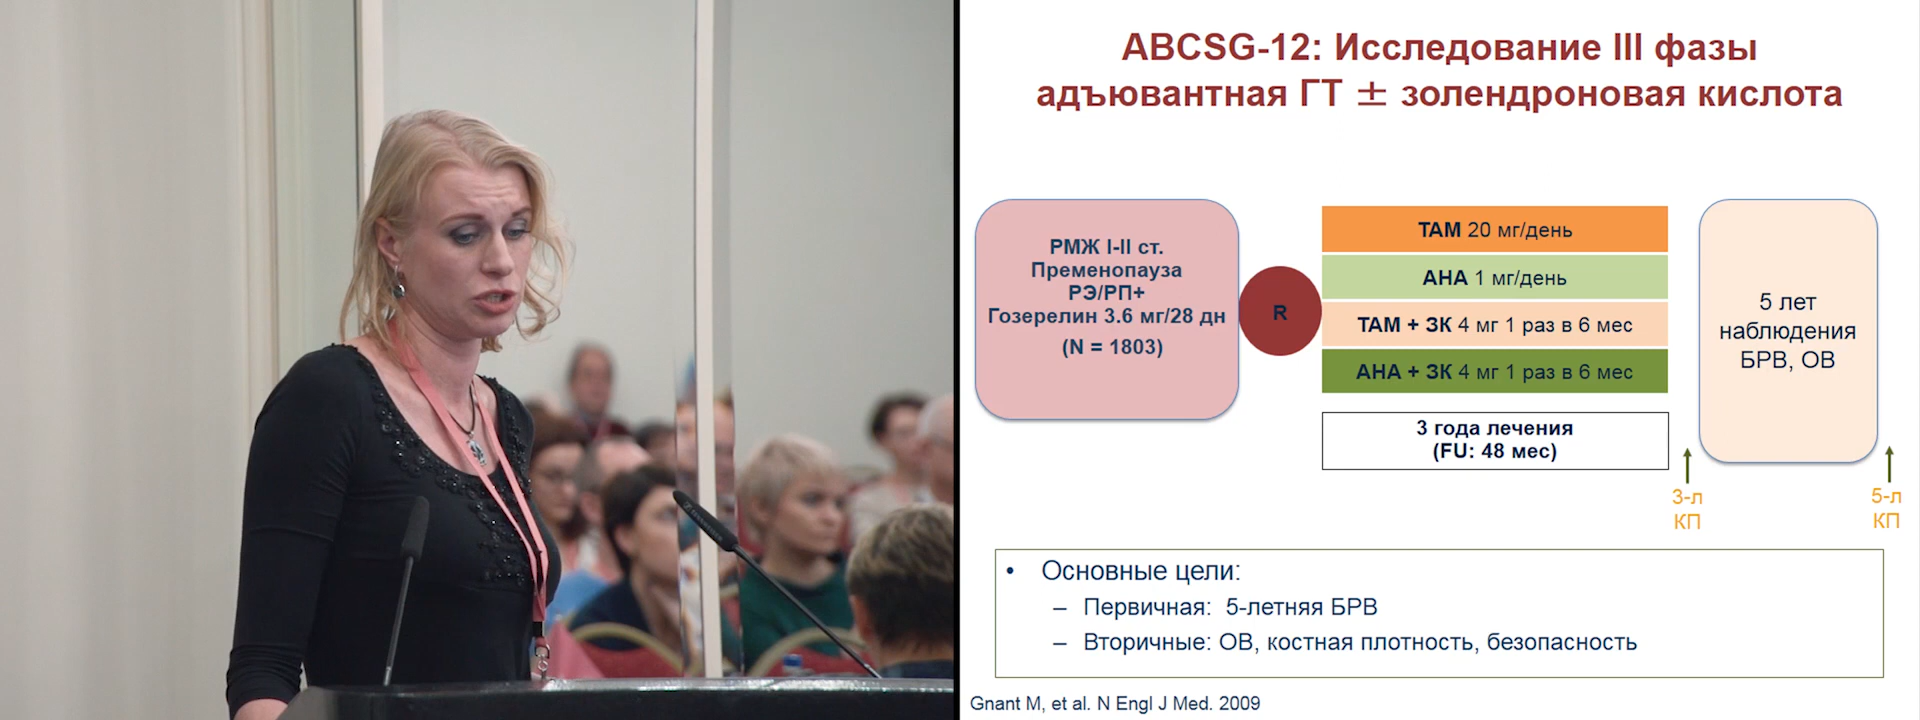 ABCSG-12: Исследование III фазы
адъювантная ГТ ± золендроновая кислота
РМЖ I-II ст.
Пременопауза
РЭ/РП+
Гозерелин 3.6 мг/28 дн
(N = 1803)
R
ТАМ 20 мг/день
АНА 1 мг/день
ТАМ + ЗК 4 мг 1 раз в 6 мес
АНА + ЗК 4 мг 1 раз в 6 мес
3 года лечения
(FU: 48 мес)
5 лет
наблюдения
БРВ, ОВ
3-л
КП
5-л
КП
• Основные цели:
– Первичная: 5-летняя БРВ
– Вторичные: ОВ, костная плотность, безопасность
Gnant M, et al. N Engl J Med. 2009